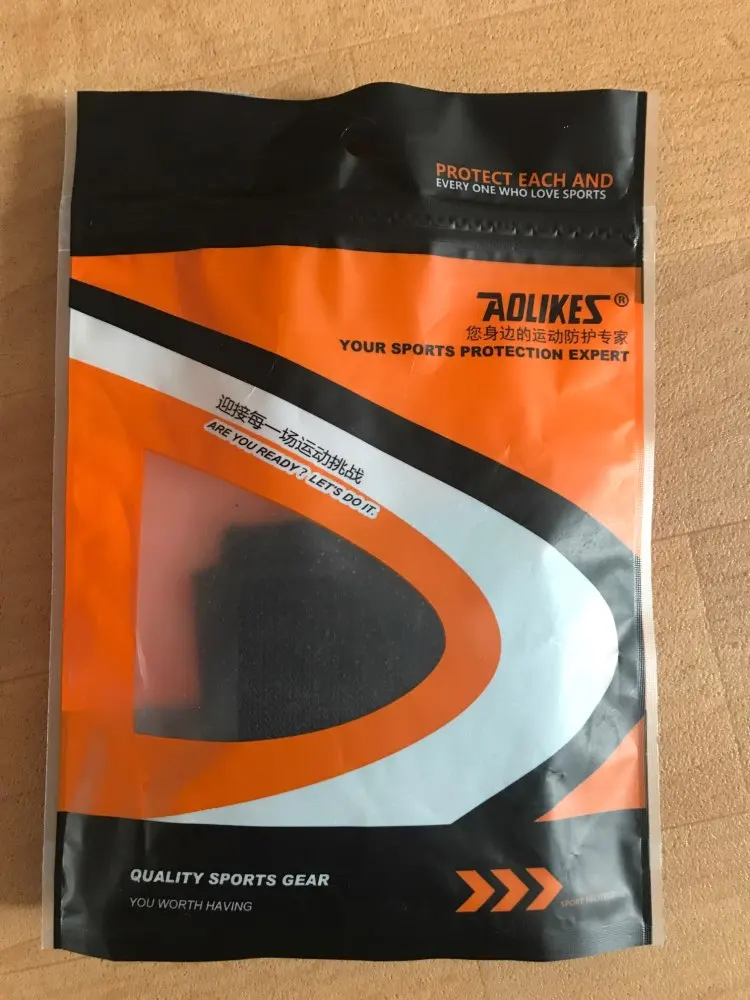 PROTECT EACH AND
EVERY ONE WHO LOVE SPORTS
AOLIKES®
您身边的运动防护专家
YOUR SPORTS PROTECTION EXPERT
迎接每一场运动挑战
ARE YOU READY? LET'S DO IT.
QUALITY SPORTS GEAR
YOU WORTH HAVING
SPORT